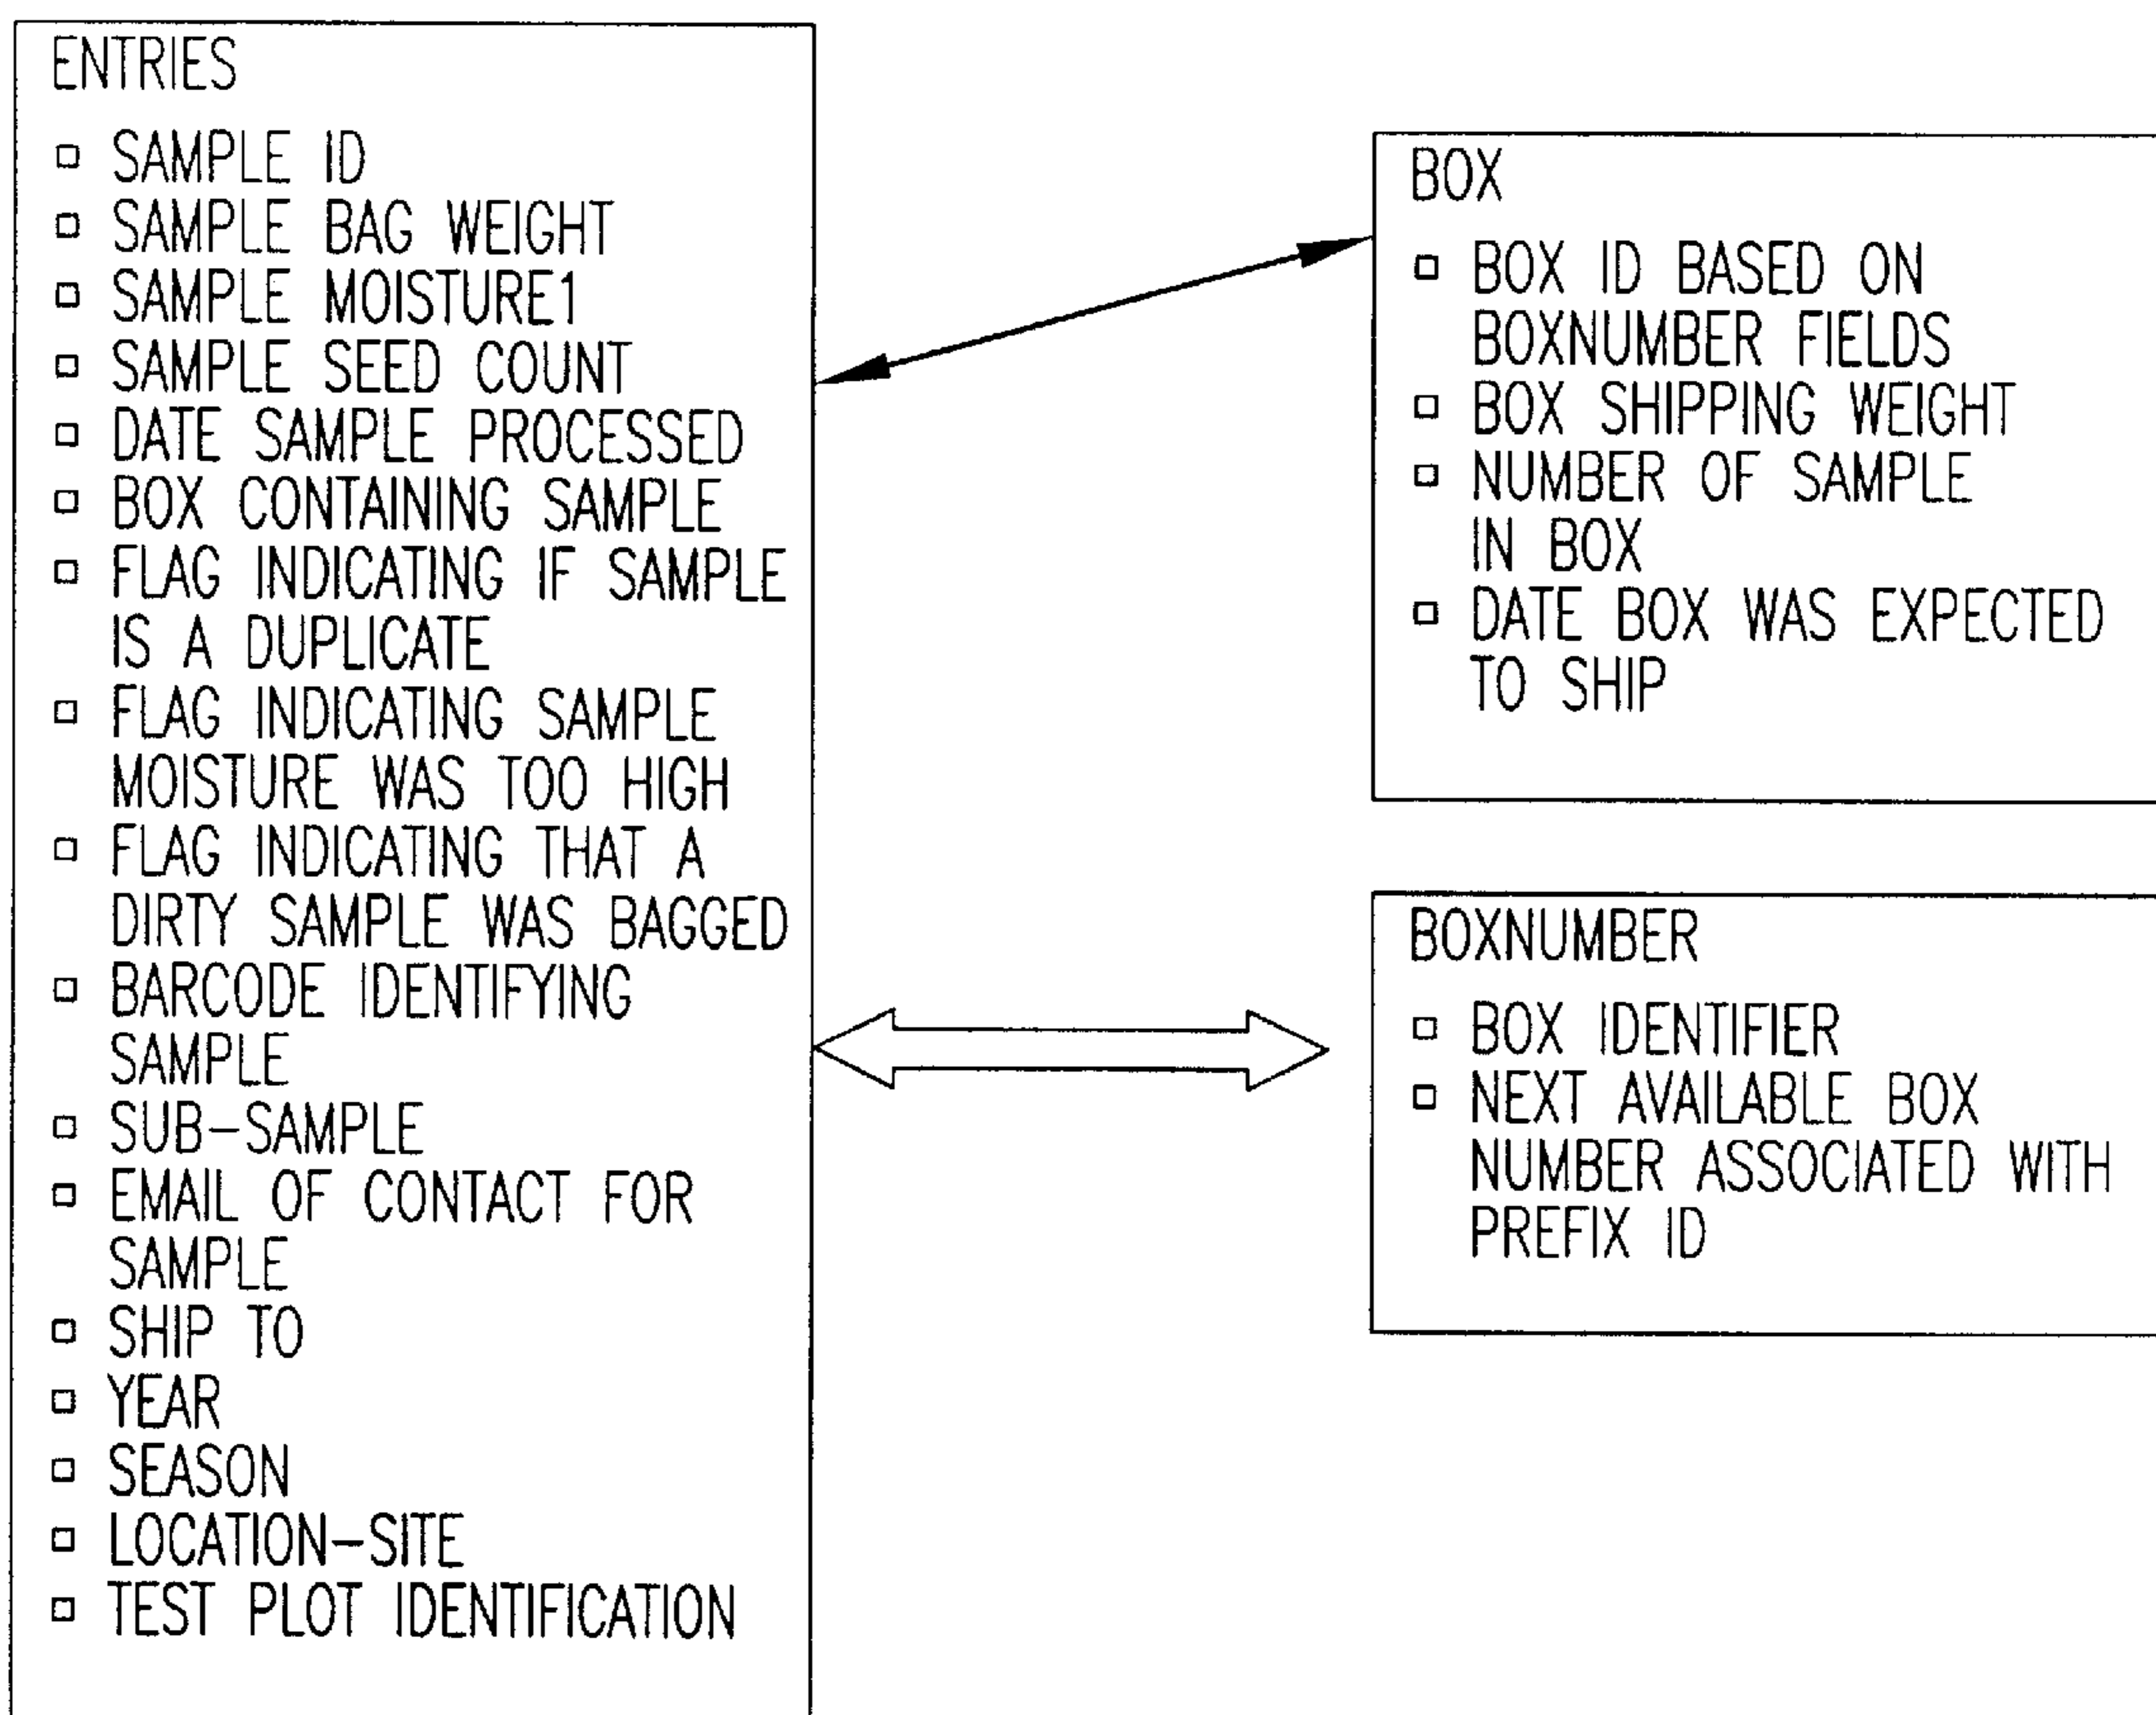 ENTRIES
▫ SAMPLE ID
▫ SAMPLE BAG WEIGHT
▫ SAMPLE MOISTURE1
▫ SAMPLE SEED COUNT
▫ DATE SAMPLE PROCESSED
▫ BOX CONTAINING SAMPLE
▫ FLAG INDICATING IF SAMPLE
IS A DUPLICATE
▫ FLAG INDICATING SAMPLE
MOISTURE WAS TOO HIGH
▫ FLAG INDICATING THAT A
DIRTY SAMPLE WAS BAGGED
▫ BARCODE IDENTIFYING
SAMPLE
▫ SUB-SAMPLE
▫ EMAIL OF CONTACT FOR
SAMPLE
▫ SHIP TO
▫ YEAR
▫ SEASON
▫ LOCATION-SITE
▫ TEST PLOT IDENTIFICATION
BOX
▫ BOX ID BASED ON
BOXNUMBER FIELDS
▫ BOX SHIPPING WEIGHT
▫ NUMBER OF SAMPLE
IN BOX
▫ DATE BOX WAS EXPECTED
TO SHIP
BOXNUMBER
▫ BOX IDENTIFIER
▫ NEXT AVAILABLE BOX
NUMBER ASSOCIATED WITH
PREFIX ID